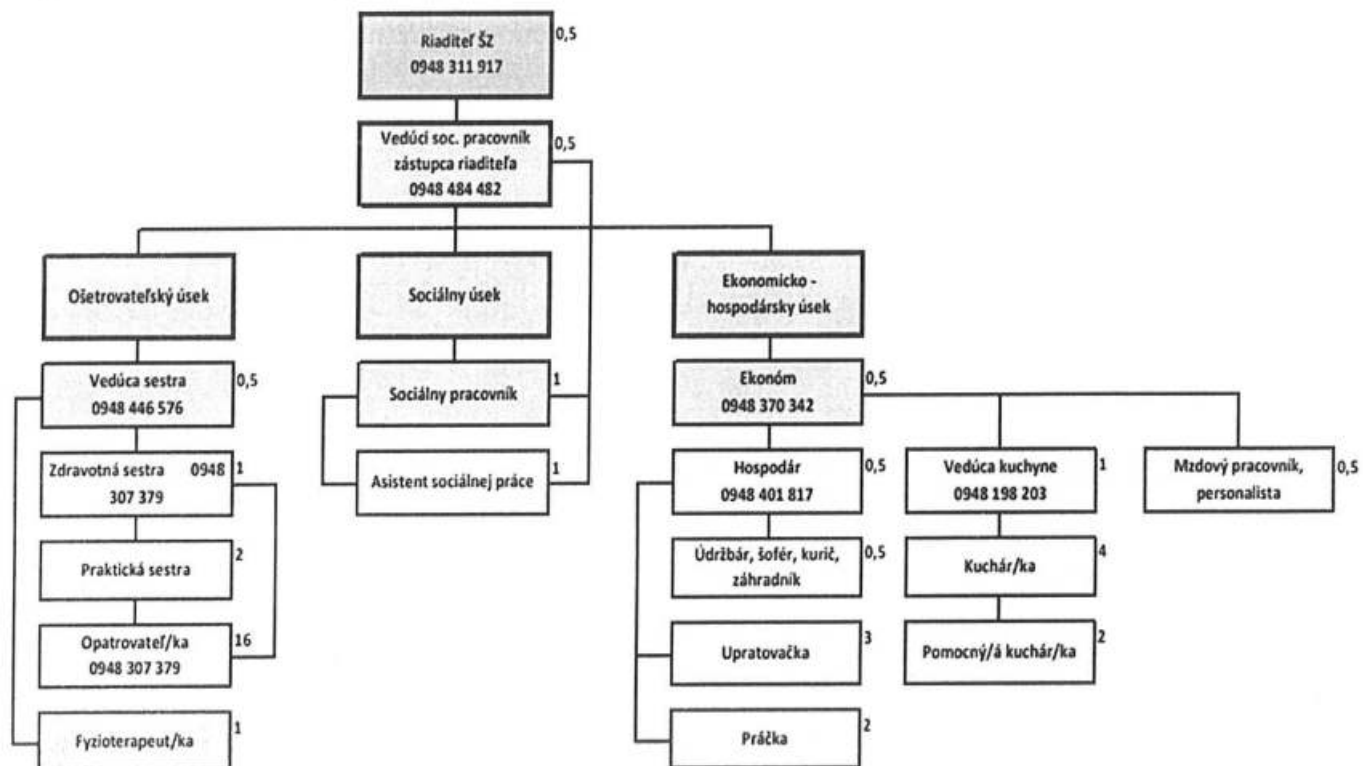 Riaditeľ ŠZ
0948 311 917
0,5
Vedúci soc. pracovník
zástupca riaditeľa
0948 484 482
0,5
Ošetrovateľský úsek
Sociálny úsek
Ekonomicko -
hospodársky úsek
Vedúca sestra
0948 446 576
0,5
Sociálny pracovník
1
Ekonóm
0948 370 342
0,5
Zdravotná sestra 0948
307 379
1
Asistent sociálnej práce
1
Hospodár
0948 401 817
0,5
Vedúca kuchyne
0948 198 203
1
Mzdový pracovník,
personalista
0,5
Praktická sestra
2
Údržbár, šofér, kurič,
záhradník
0,5
Kuchár/ka
4
Opatrovateľ/ka
0948 307 379
16
Upratovačka
3
Pomocný/á kuchár/ka
2
Fyzioterapeut/ka
1
Práčka
2